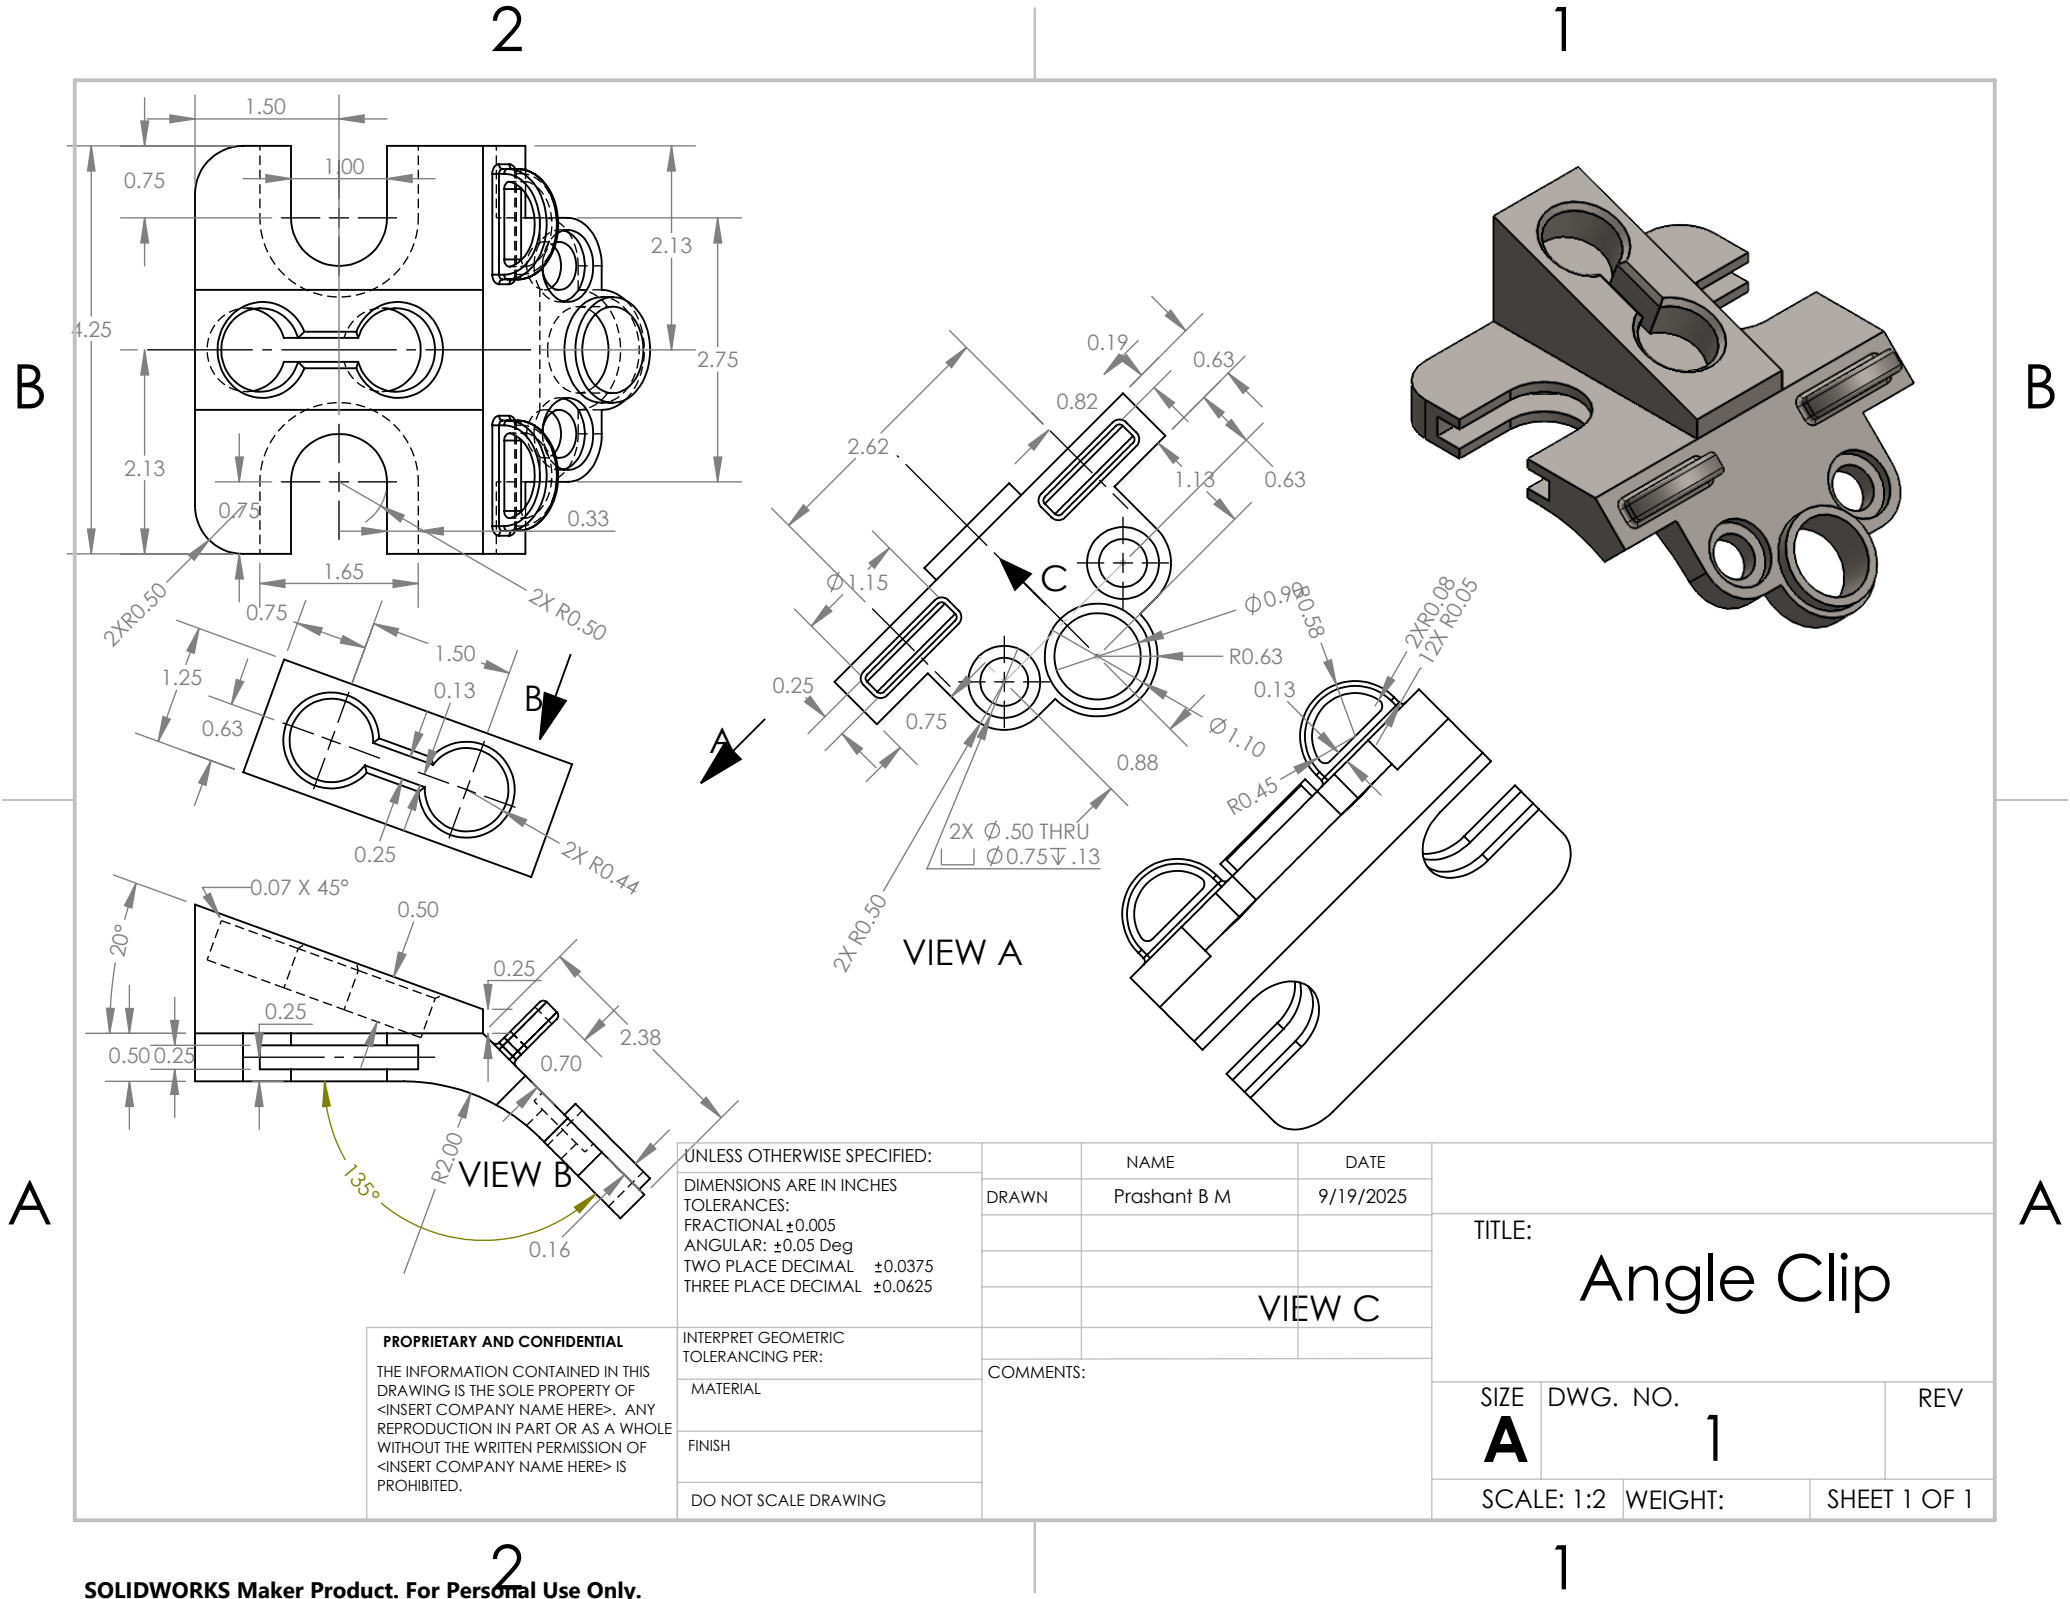 2
1
B
B
A
A
2
1
1.50
0.75
1.00
2.13
4.25
2.75
2.13
0.75
0.33
1.65
2XR0.50
2X R0.50
0.75
1.50
1.25
0.13
0.63
0.25
2X R0.44
B
A
0.07 X 45°
0.50
20°
0.25
0.25
0.50
0.25
0.70
2.38
R2.00
135°
0.16
VIEW B
0.19
0.63
0.82
2.62
1.13
0.63
Ø1.15
C
Ø0.90
R0.63
0.25
0.75
Ø1.10
0.88
2X Ø.50 THRU
⌴ Ø0.75↧.13
2X R0.50
VIEW A
R0.58
2XR0.08
12X R0.05
0.13
R0.45
VIEW C
UNLESS OTHERWISE SPECIFIED:
DIMENSIONS ARE IN INCHES
TOLERANCES:
FRACTIONAL ±0.005
ANGULAR: ±0.05 Deg
TWO PLACE DECIMAL ±0.0375
THREE PLACE DECIMAL ±0.0625
INTERPRET GEOMETRIC
TOLERANCING PER:
MATERIAL
FINISH
DO NOT SCALE DRAWING
NAME
DATE
DRAWN
Prashant B M
9/19/2025
COMMENTS:
PROPRIETARY AND CONFIDENTIAL
THE INFORMATION CONTAINED IN THIS
DRAWING IS THE SOLE PROPERTY OF
<INSERT COMPANY NAME HERE>. ANY
REPRODUCTION IN PART OR AS A WHOLE
WITHOUT THE WRITTEN PERMISSION OF
<INSERT COMPANY NAME HERE> IS
PROHIBITED.
TITLE:
Angle Clip
SIZE
A
DWG. NO.
1
REV
SCALE: 1:2
WEIGHT:
SHEET 1 OF 1
SOLIDWORKS Maker Product. For Personal Use Only.